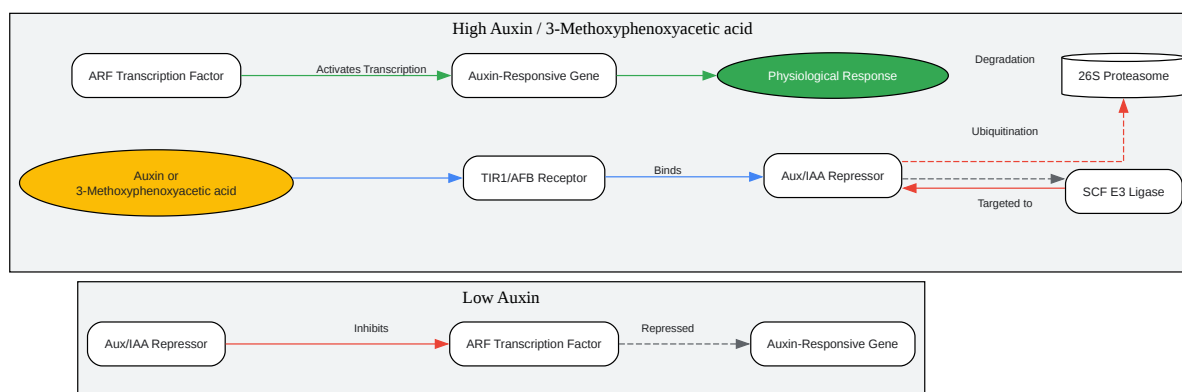 High Auxin / 3-Methoxyphenoxyacetic acid
ARF Transcription Factor
Activates Transcription
Auxin-Responsive Gene
Physiological Response
Degradation
26S Proteasome
Ubiquitination
Auxin or
3-Methoxyphenoxyacetic acid
TIR1/AFB Receptor
Binds
Aux/IAA Repressor
SCF E3 Ligase
Targeted to
Low Auxin
Aux/IAA Repressor
Inhibits
ARF Transcription Factor
Repressed
Auxin-Responsive Gene